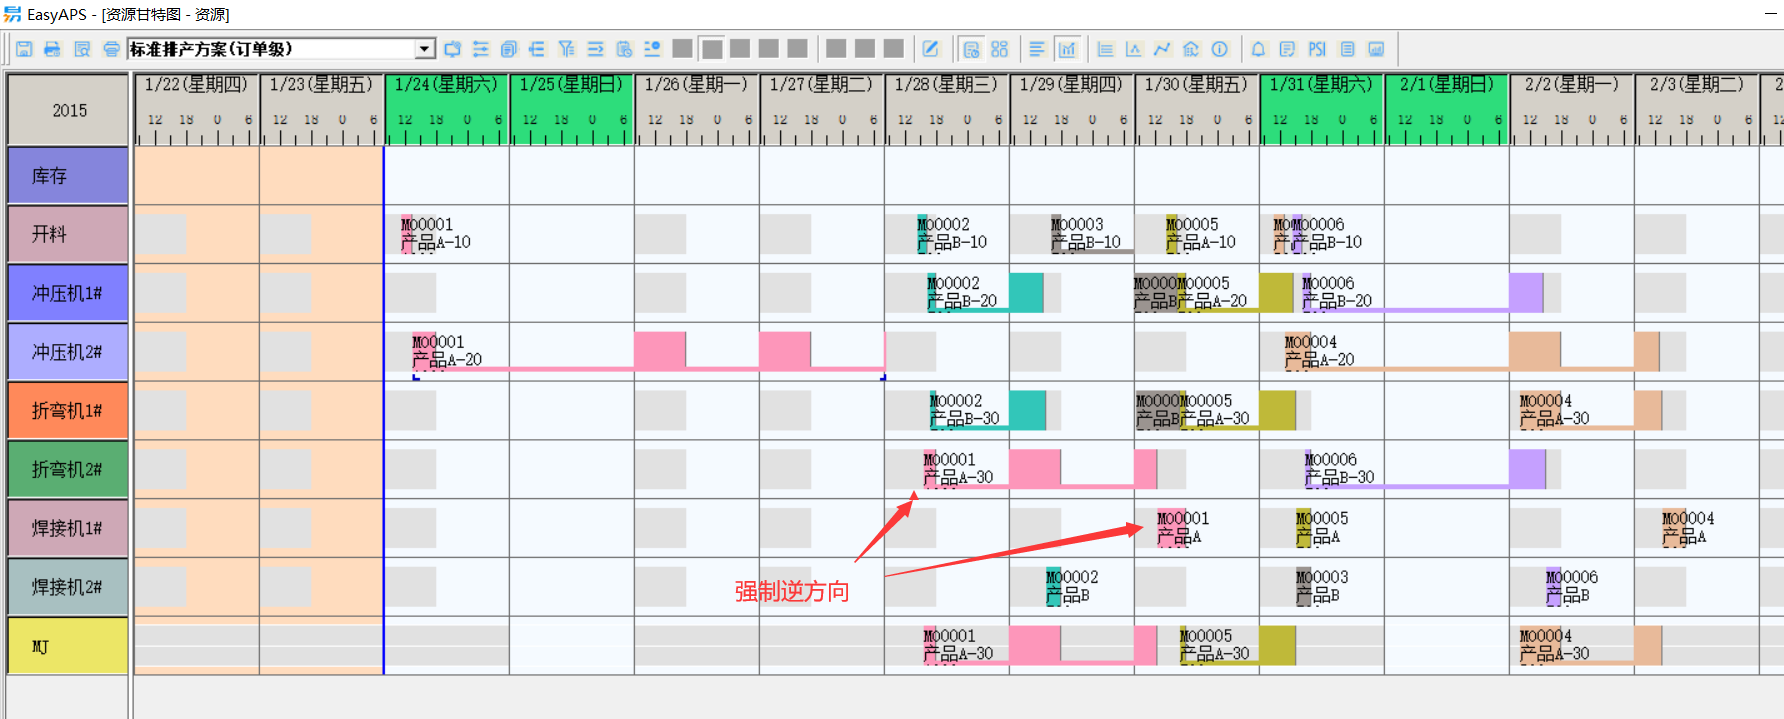 EasyAPS - [资源甘特图 - 资源]
标准排产方案(订单级)
PSI
2015
1/22(星期四) 1/23(星期五) 1/24(星期六) 1/25(星期日) 1/26(星期一) 1/27(星期二) 1/28(星期三) 1/29(星期四) 1/30(星期五) 1/31(星期六) 2/1(星期日) 2/2(星期一) 2/3(星期二) 2
12 18 0 6 12 18 0 6 12 18 0 6 12 18 0 6 12 18 0 6 12 18 0 6 12 18 0 6 12 18 0 6 12 18 0 6 12 18 0 6 12 18 0 6 12 18 0 6 12 18 0 6 12
库存
开料
M00001 M00002 M00003 M00005 M0 M00006
产品A-10 产品B-10 产品B-10 产品A-10 产 产品B-10
冲压机1#
M00002 M0000 M00005 M00006
产品B-20 产品B 产品A-20 产品B-20
冲压机2#
M00001 M00004
产品A-20 产品A-20
折弯机1#
M00002 M0000 M00005 M00004
产品B-30 产品B 产品A-30 产品A-30
折弯机2#
M00001 M00006
产品A-30 产品B-30
焊接机1#
M00001 M00005 M00004
产品A 产品A 产品A
强制逆方向
焊接机2#
M00002 M00003 M00006
产品B 产品B 产品B
MJ
M00001 M00005 M00004
产品A-30 产品A-30 产品A-30